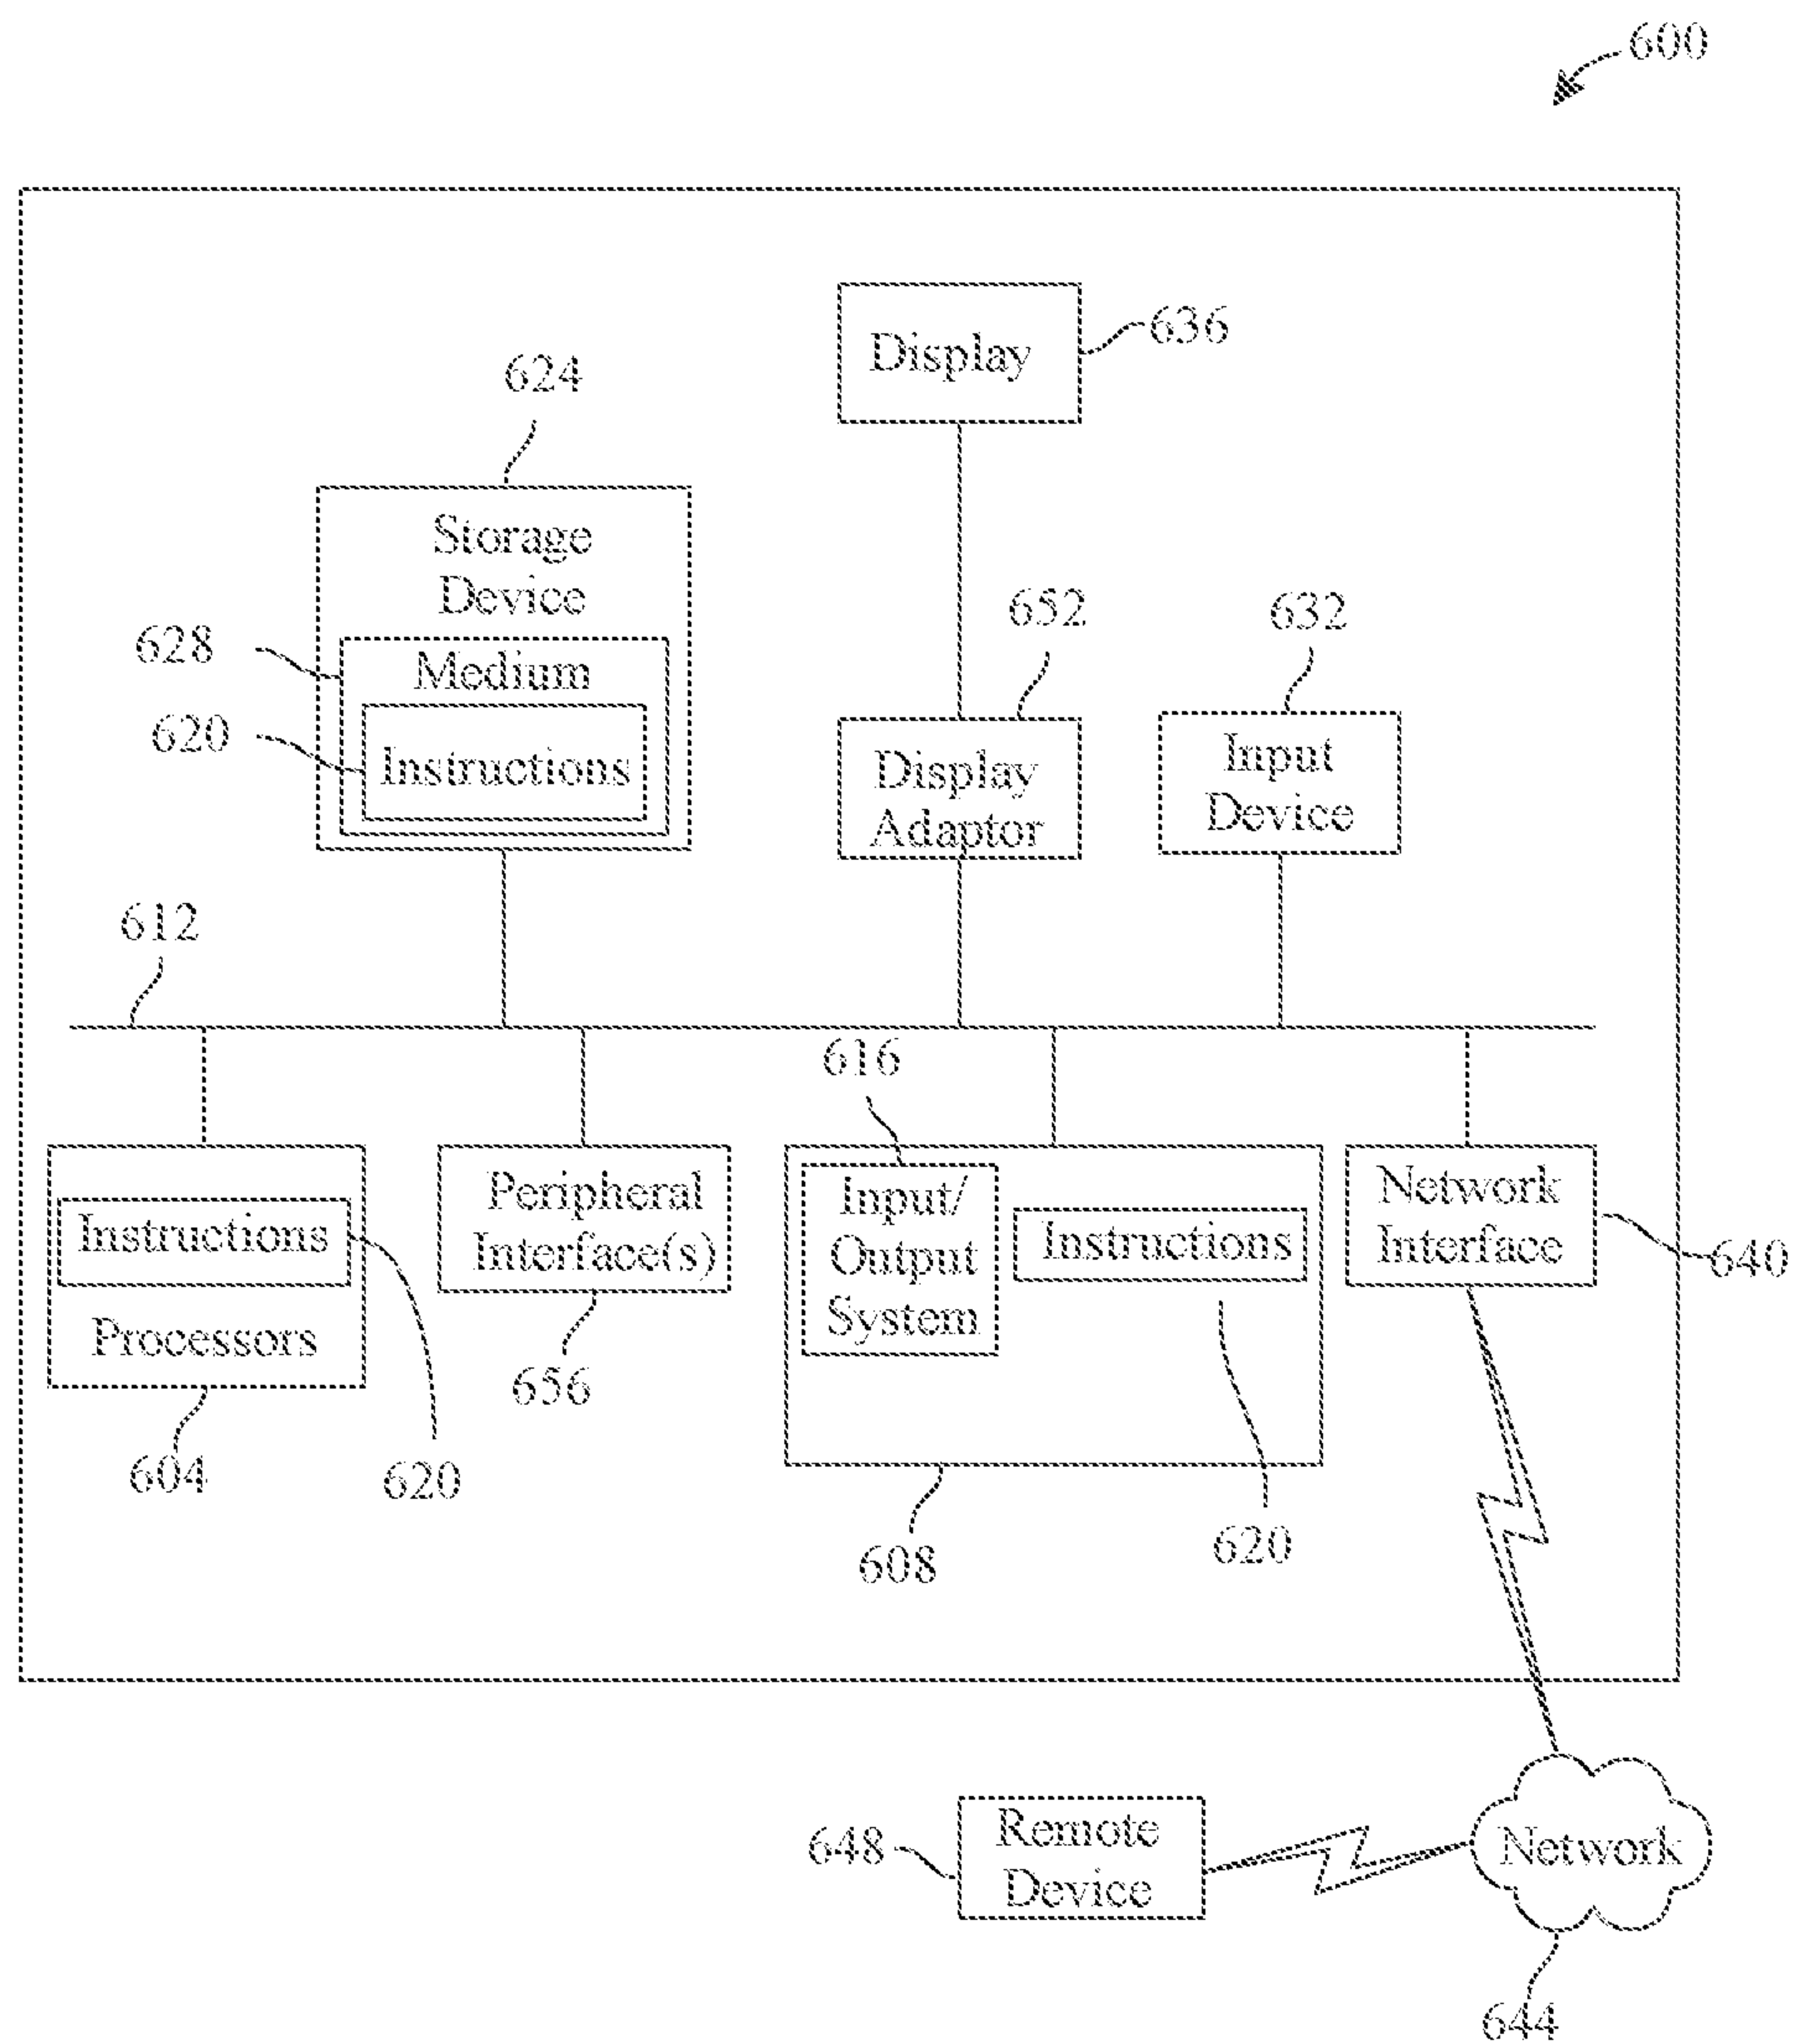 600
Display
636
624
Storage
Device
628
Medium
620
Instructions
652
Display
Adaptor
632
Input
Device
612
616
Instructions
Processors
604
620
Peripheral
Interface(s)
656
Input/
Output
System
Instructions
608
620
Network
Interface
640
648
Remote
Device
Network
644